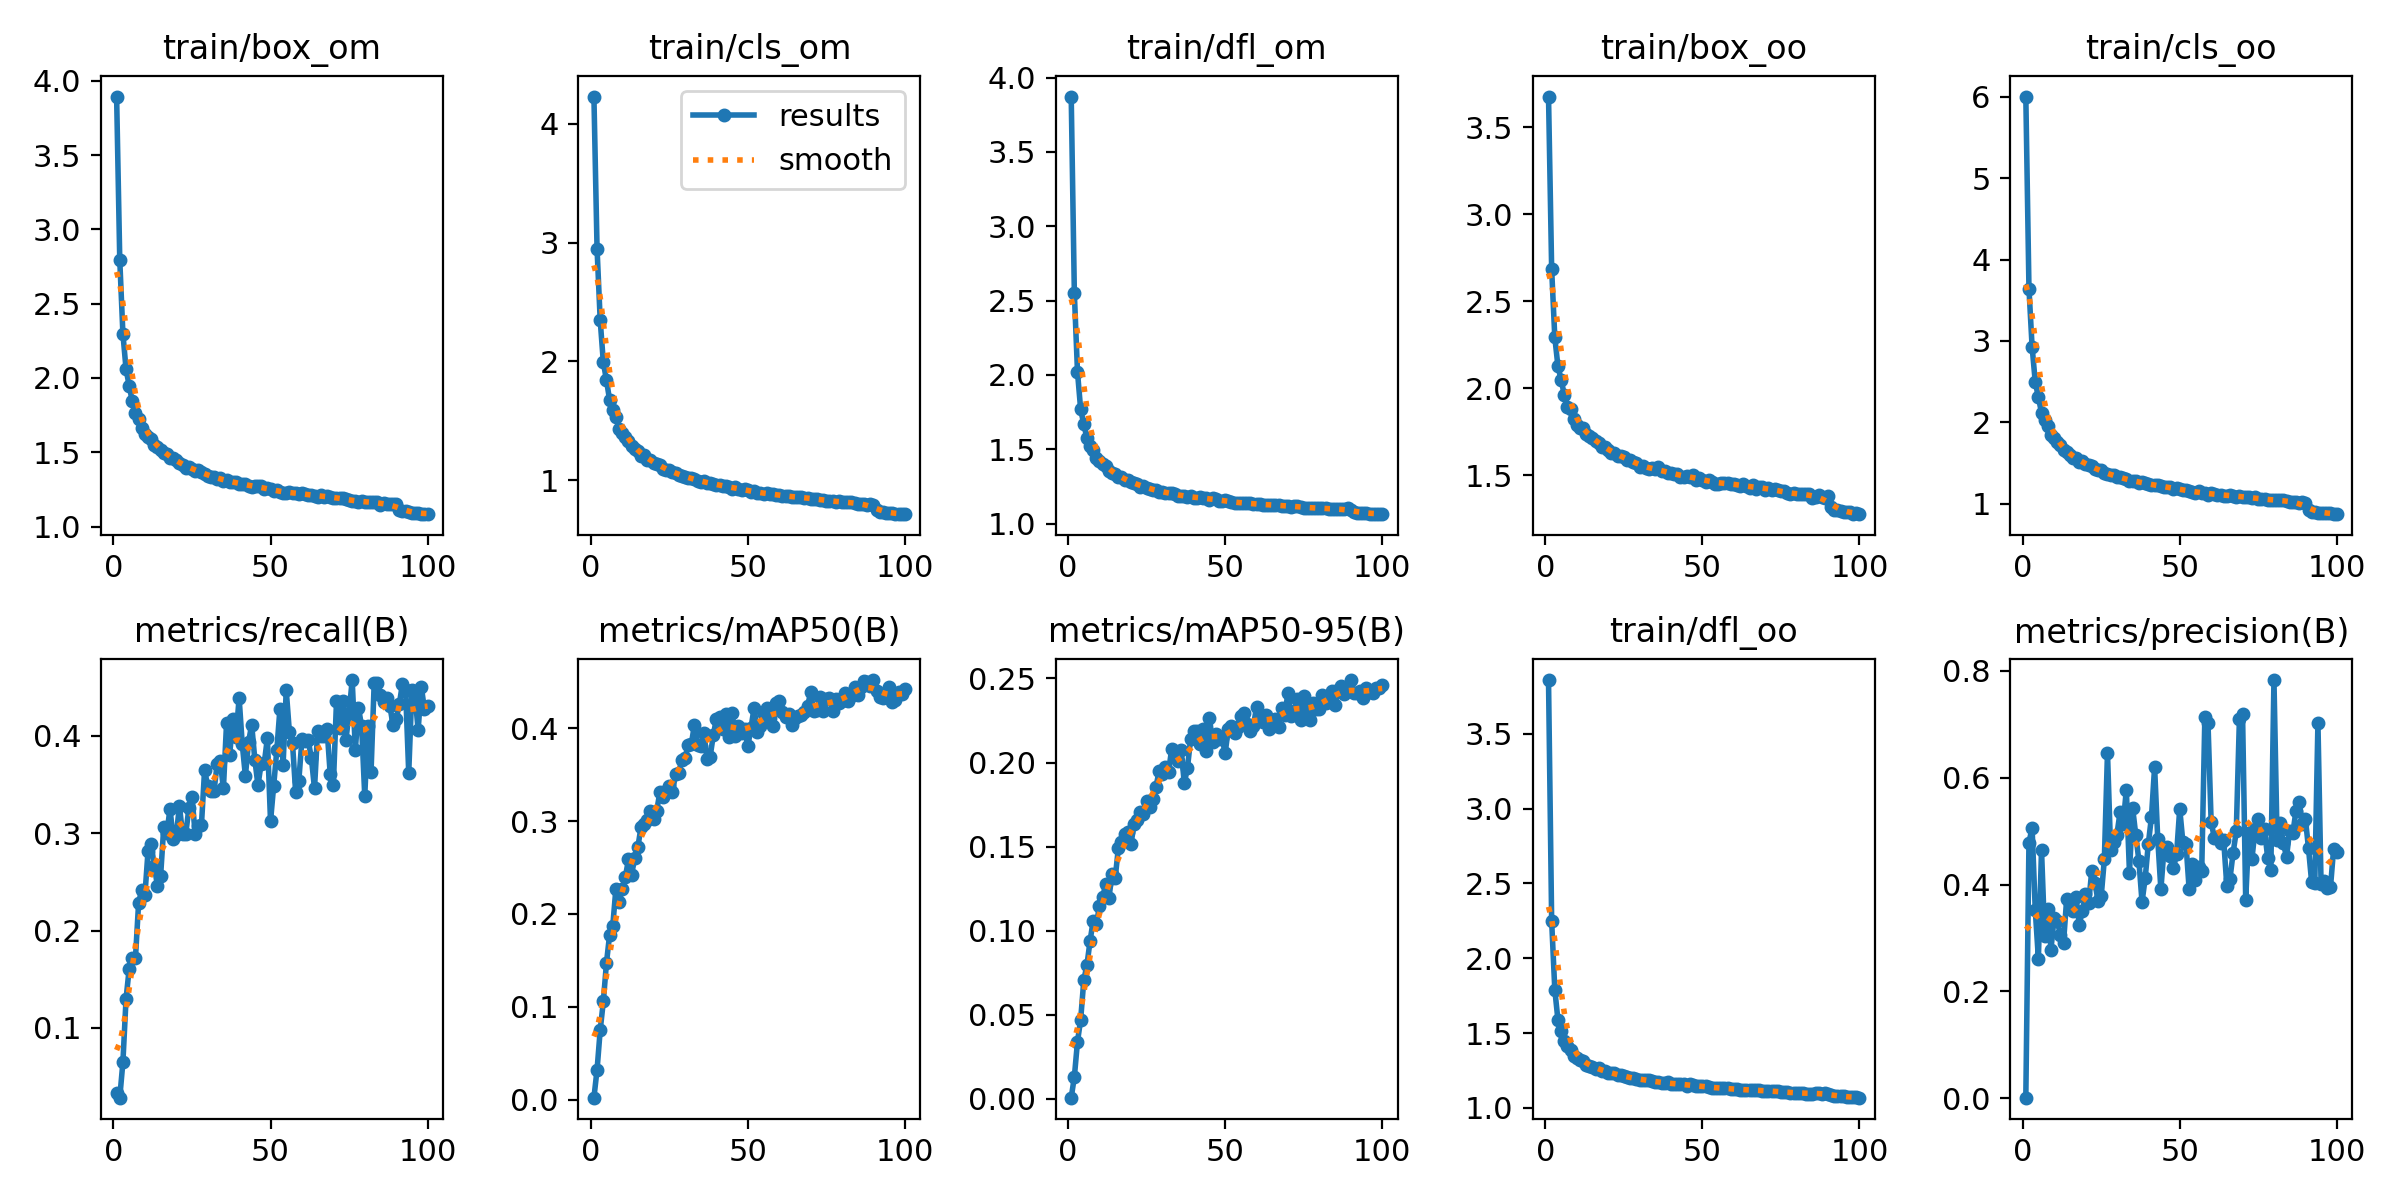 train/box_om
4.0
3.5
3.0
2.5
2.0
1.5
1.0
0 50 100
train/cls_om
results
smooth
4
3
2
1
0 50 100
train/dfl_om
4.0
3.5
3.0
2.5
2.0
1.5
1.0
0 50 100
train/box_oo
3.5
3.0
2.5
2.0
1.5
0 50 100
train/cls_oo
6
5
4
3
2
1
0 50 100
metrics/recall(B)
0.4
0.3
0.2
0.1
0 50 100
metrics/mAP50(B)
0.4
0.3
0.2
0.1
0.0
0 50 100
metrics/mAP50-95(B)
0.25
0.20
0.15
0.10
0.05
0.00
0 50 100
train/dfl_oo
3.5
3.0
2.5
2.0
1.5
1.0
0 50 100
metrics/precision(B)
0.8
0.6
0.4
0.2
0.0
0 50 100